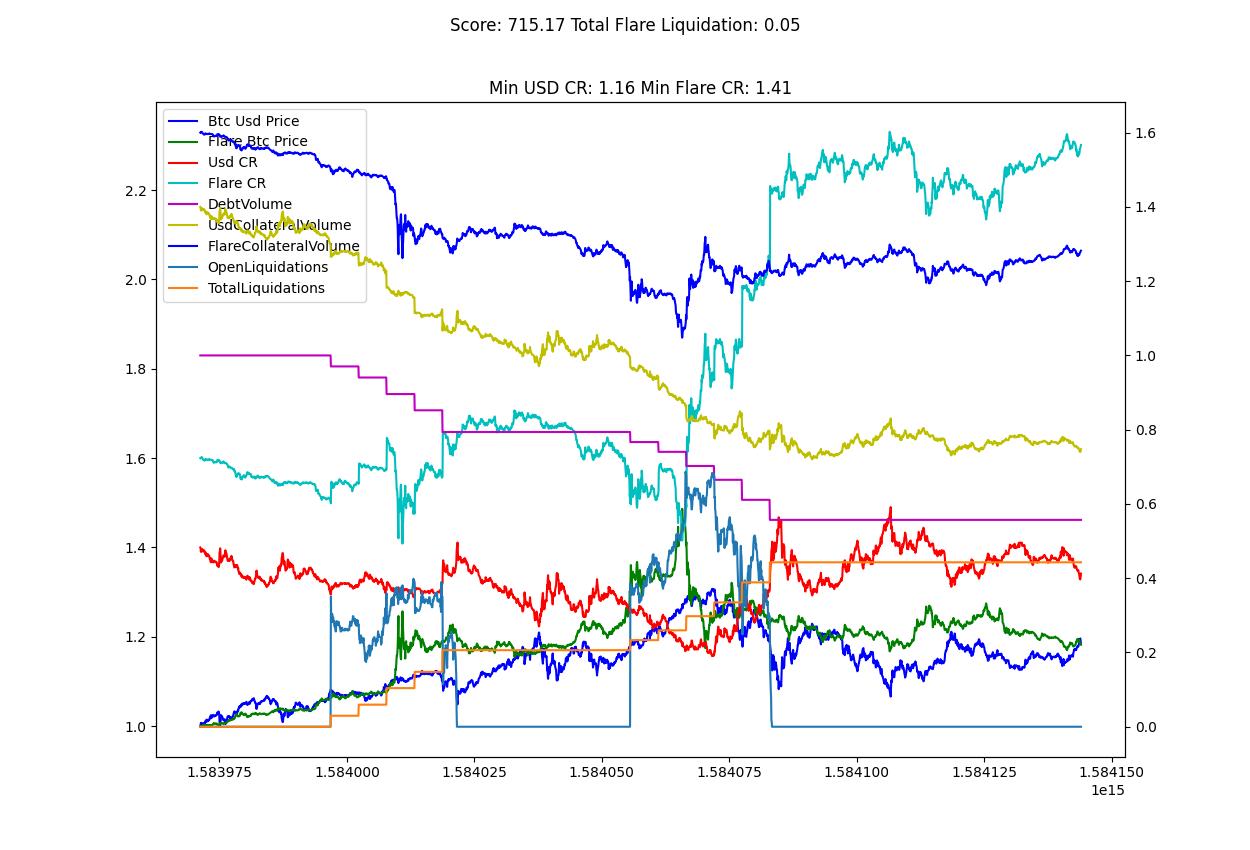 Score: 715.17 Total Flare Liquidation: 0.05
Min USD CR: 1.16 Min Flare CR: 1.41
Btc Usd Price
Flare Btc Price
Usd CR
Flare CR
DebtVolume
UsdCollateralVolume
FlareCollateralVolume
OpenLiquidations
TotalLiquidations
2.2
2.0
1.8
1.6
1.4
1.2
1.0
1.6
1.4
1.2
1.0
0.8
0.6
0.4
0.2
0.0
1.583975 1.584000 1.584025 1.584050 1.584075 1.584100 1.584125 1.584150
1e15